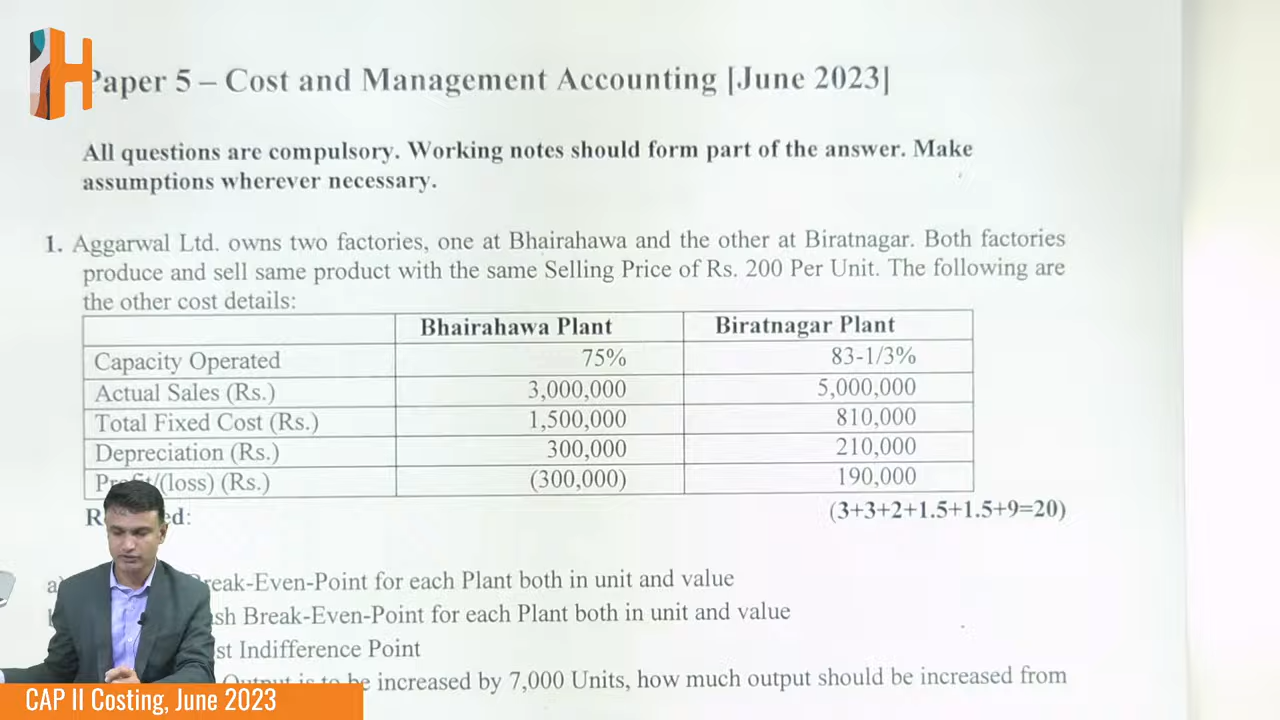 H
Paper 5 – Cost and Management Accounting [June 2023]
All questions are compulsory. Working notes should form part of the answer. Make
assumptions wherever necessary.
1. Aggarwal Ltd. owns two factories, one at Bhairahawa and the other at Biratnagar. Both factories
produce and sell same product with the same Selling Price of Rs. 200 Per Unit. The following are
the other cost details:
Bhairahawa Plant Biratnagar Plant
Capacity Operated 75% 83-1/3%
Actual Sales (Rs.) 3,000,000 5,000,000
Total Fixed Cost (Rs.) 1,500,000 810,000
Depreciation (Rs.) 300,000 210,000
(loss) (Rs.) (300,000) 190,000
(3+3+2+1.5+1.5+9=20)
Break-Even-Point for each Plant both in unit and value
Break-Even-Point for each Plant both in unit and value
Indifference Point
Output is to be increased by 7,000 Units, how much output should be increased from
CAP II Costing, June 2023